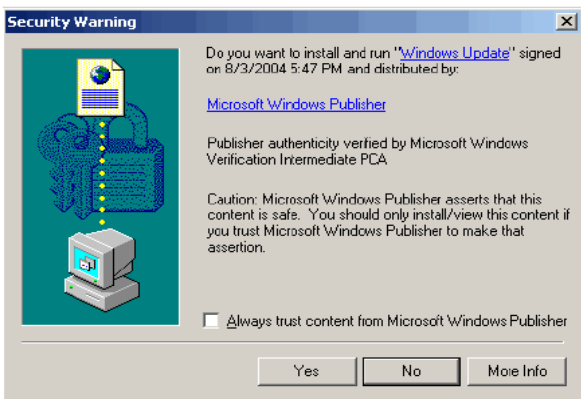 Security Warning
Do you want to install and run "Windows Update" signed
on 8/3/2004 5:47 PM and distributed by:
Microsoft Windows Publisher
Publisher authenticity verified by Microsoft Windows
Verification Intermediate PCA
Caution: Microsoft Windows Publisher asserts that this
content is safe.  You should only install/view this content if
you trust Microsoft Windows Publisher to make that
assertion.
Always trust content from Microsoft Windows Publisher
Yes
No
More Info